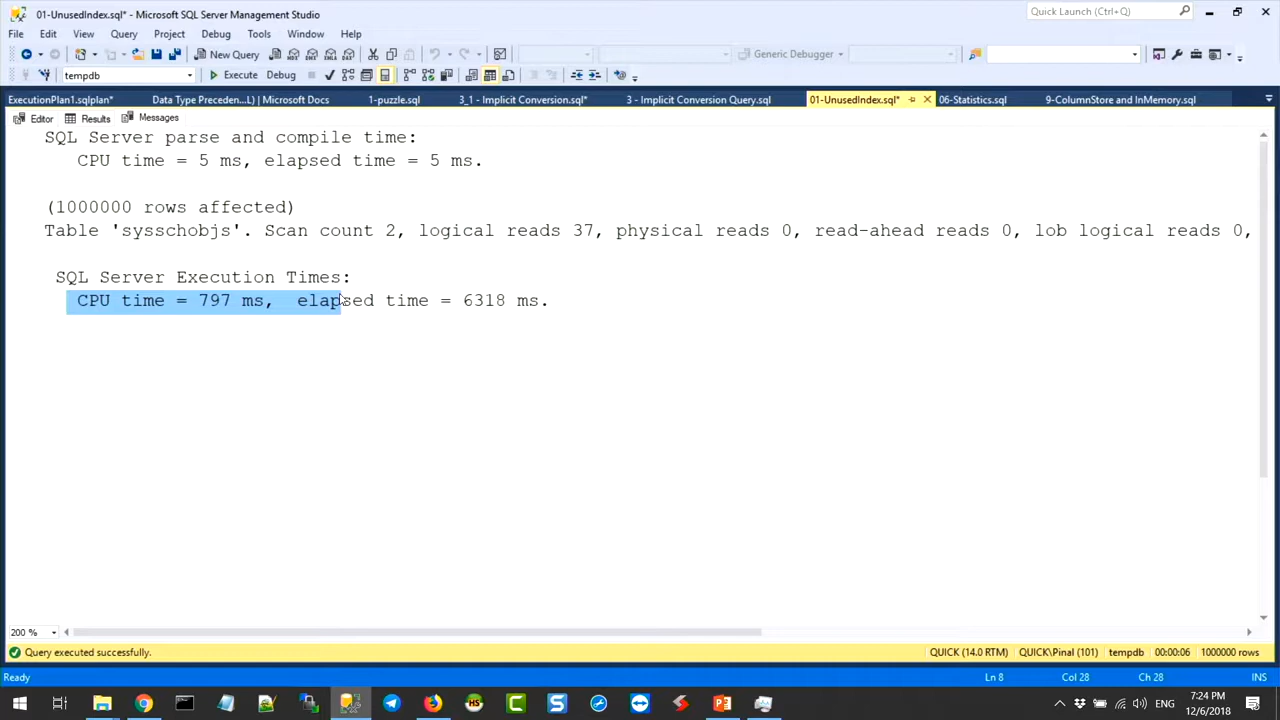 01-UnusedIndex.sql* - Microsoft SQL Server Management Studio
Quick Launch (Ctrl+Q)
File Edit View Query Project Debug Tools Window Help
New Query Generic Debugger
tempdb Execute Debug
ExecutionPlan1.sqlplan* Data Type Preceden...L) | Microsoft Docs 1-puzzle.sql 3_1 - Implicit Conversion.sql* 3 - Implicit Conversion Query.sql 01-UnusedIndex.sql* 06-Statistics.sql 9-ColumnStore and InMemory.sql
Editor Results Messages
SQL Server parse and compile time:
CPU time = 5 ms, elapsed time = 5 ms.
(1000000 rows affected)
Table 'sysschobjs'. Scan count 2, logical reads 37, physical reads 0, read-ahead reads 0, lob logical reads 0,
SQL Server Execution Times:
CPU time = 797 ms, elapsed time = 6318 ms.
200 %
Query executed successfully. QUICK (14.0 RTM) QUICK\Pinal (101) tempdb 00:00:06 1000000 rows
Ready Ln 8 Col 28 Ch 28 INS
ENG
7:24 PM
12/6/2018